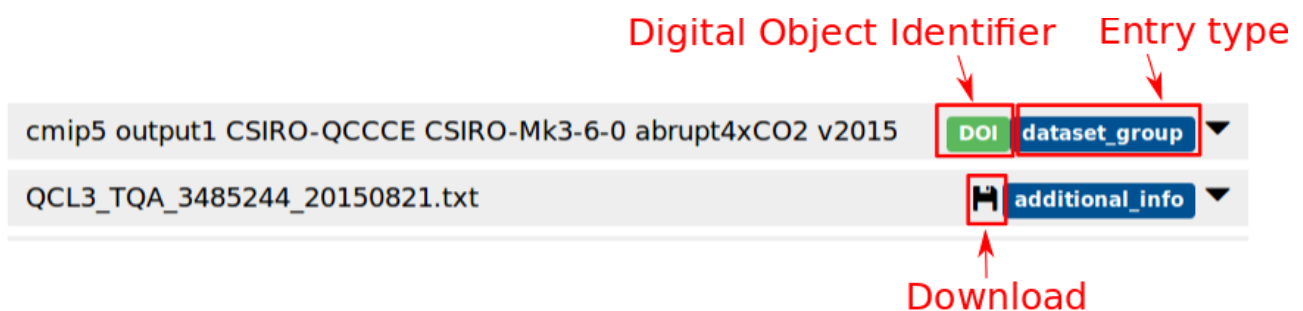 Digital Object Identifier Entry type
cmip5 output1 CSIRO-QCCCE CSIRO-Mk3-6-0 abrupt4xCO2 v2015 DOI dataset_group
QCL3_TQA_3485244_20150821.txt additional_info
Download